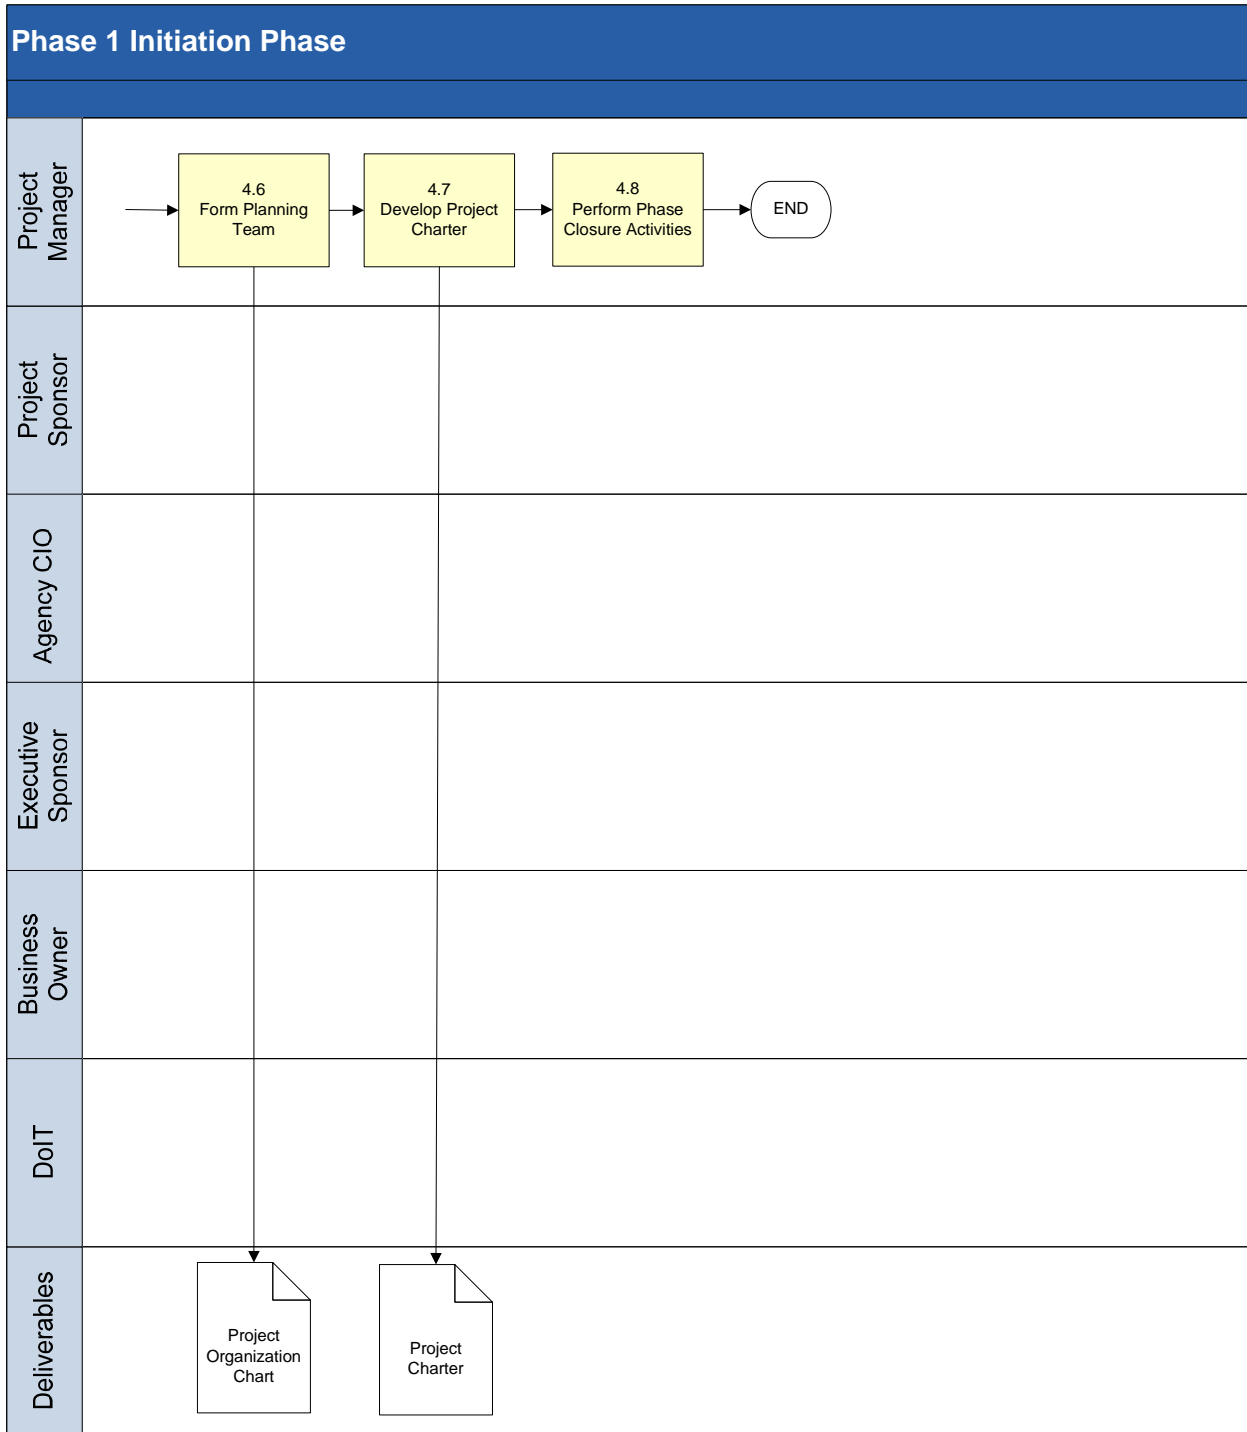 Phase 1 Initiation Phase
Project
Manager
4.6
Form Planning
Team
4.7
Develop Project
Charter
4.8
Perform Phase
Closure Activities
END
Project
Sponsor
Agency CIO
Executive
Sponsor
Business
Owner
DoIT
Deliverables
Project
Organization
Chart
Project
Charter